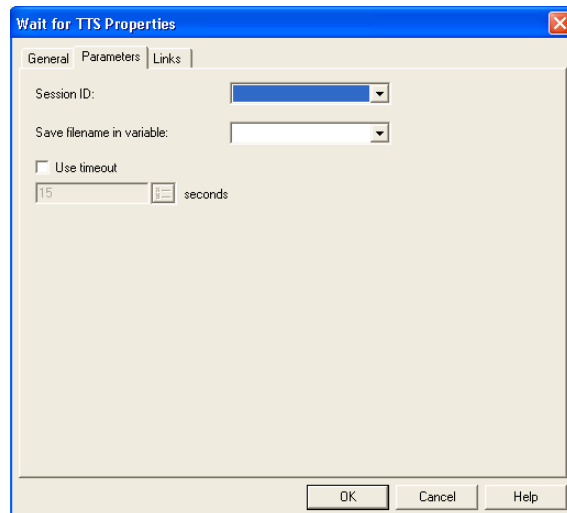 Wait for TTS Properties
General Parameters Links
Session ID:
Save filename in variable:
Use timeout
15 seconds
OK Cancel Help